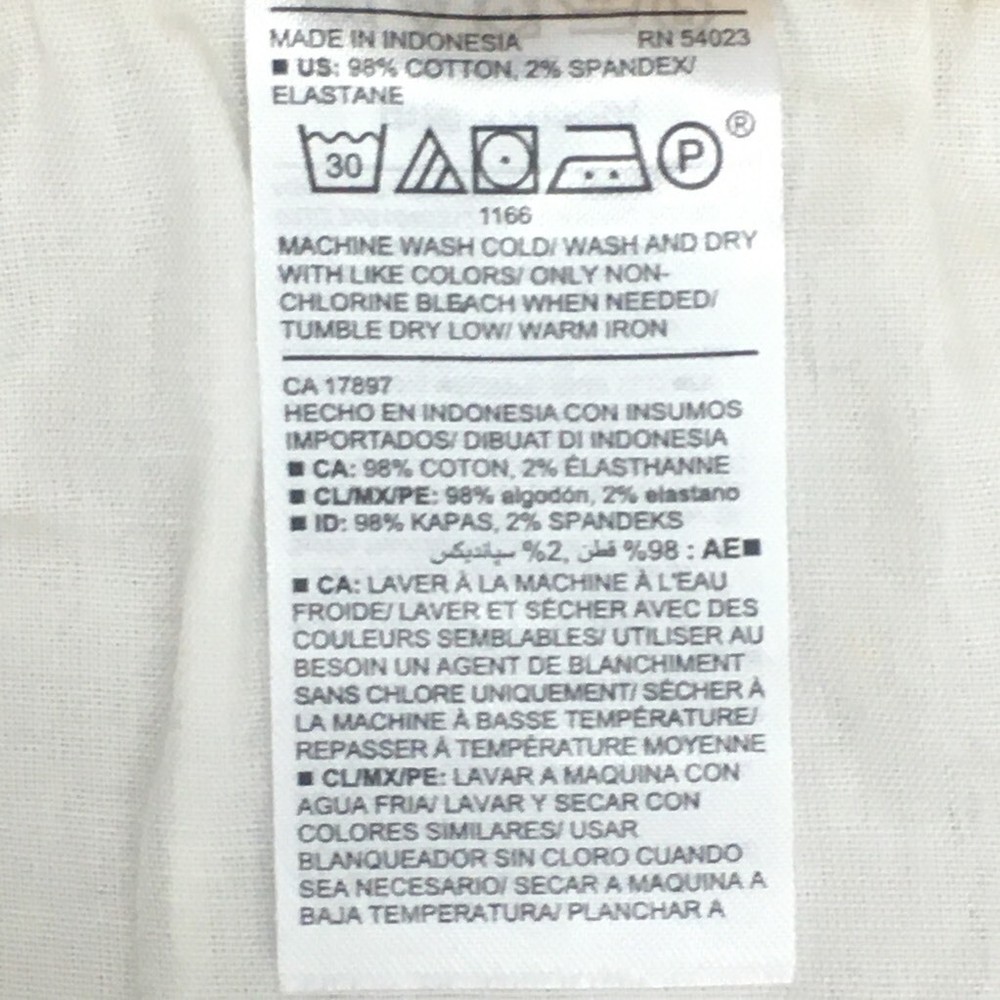 MADE IN INDONESIA RN 54023
■ US: 98% COTTON, 2% SPANDEX/
ELASTANE
30 P ®
1166
MACHINE WASH COLD/ WASH AND DRY
WITH LIKE COLORS/ ONLY NON-
CHLORINE BLEACH WHEN NEEDED/
TUMBLE DRY LOW/ WARM IRON
CA 17897
HECHO EN INDONESIA CON INSUMOS
IMPORTADOS/ DIBUAT DI INDONESIA
■ CA: 98% COTON, 2% ÉLASTHANNE
■ CL/MX/PE: 98% algodón, 2% elastano
■ ID: 98% KAPAS, 2% SPANDEKS
■AE : 98% قطن ,2% سپاندیکس
■ CA: LAVER À LA MACHINE À L'EAU
FROIDE/ LAVER ET SÉCHER AVEC DES
COULEURS SEMBLABLES/ UTILISER AU
BESOIN UN AGENT DE BLANCHIMENT
SANS CHLORE UNIQUEMENT/ SÉCHER À
LA MACHINE À BASSE TEMPÉRATURE/
REPASSER À TEMPÉRATURE MOYENNE
■ CL/MX/PE: LAVAR A MAQUINA CON
AGUA FRIA/ LAVAR Y SECAR CON
COLORES SIMILARES/ USAR
BLANQUEADOR SIN CLORO CUANDO
SEA NECESARIO/ SECAR A MAQUINA A
BAJA TEMPERATURA/ PLANCHAR A